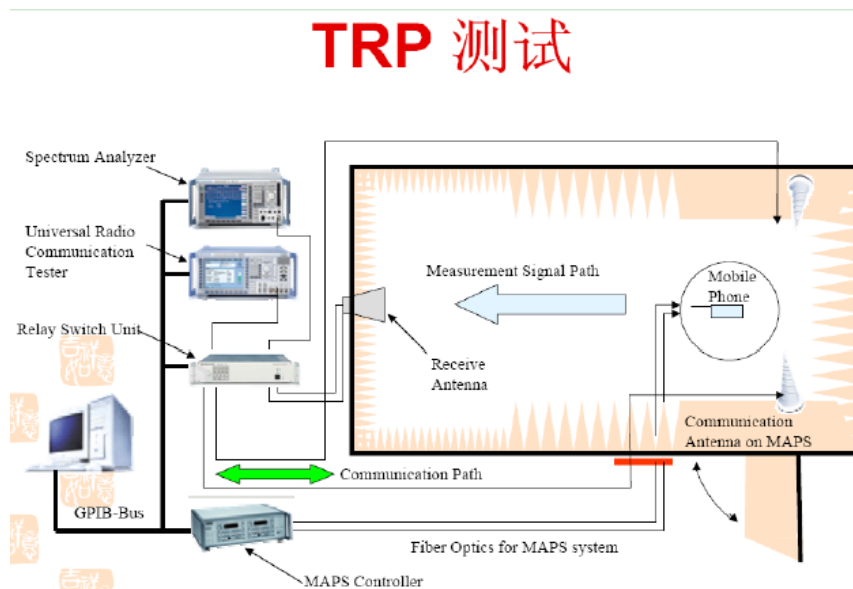 TRP 测试
Spectrum Analyzer
Universal Radio
Communication
Tester
Relay Switch Unit
Measurement Signal Path
Mobile
Phone
Receive
Antenna
Communication
Antenna on MAPS
Communication Path
GPIB-Bus
Fiber Optics for MAPS system
MAPS Controller